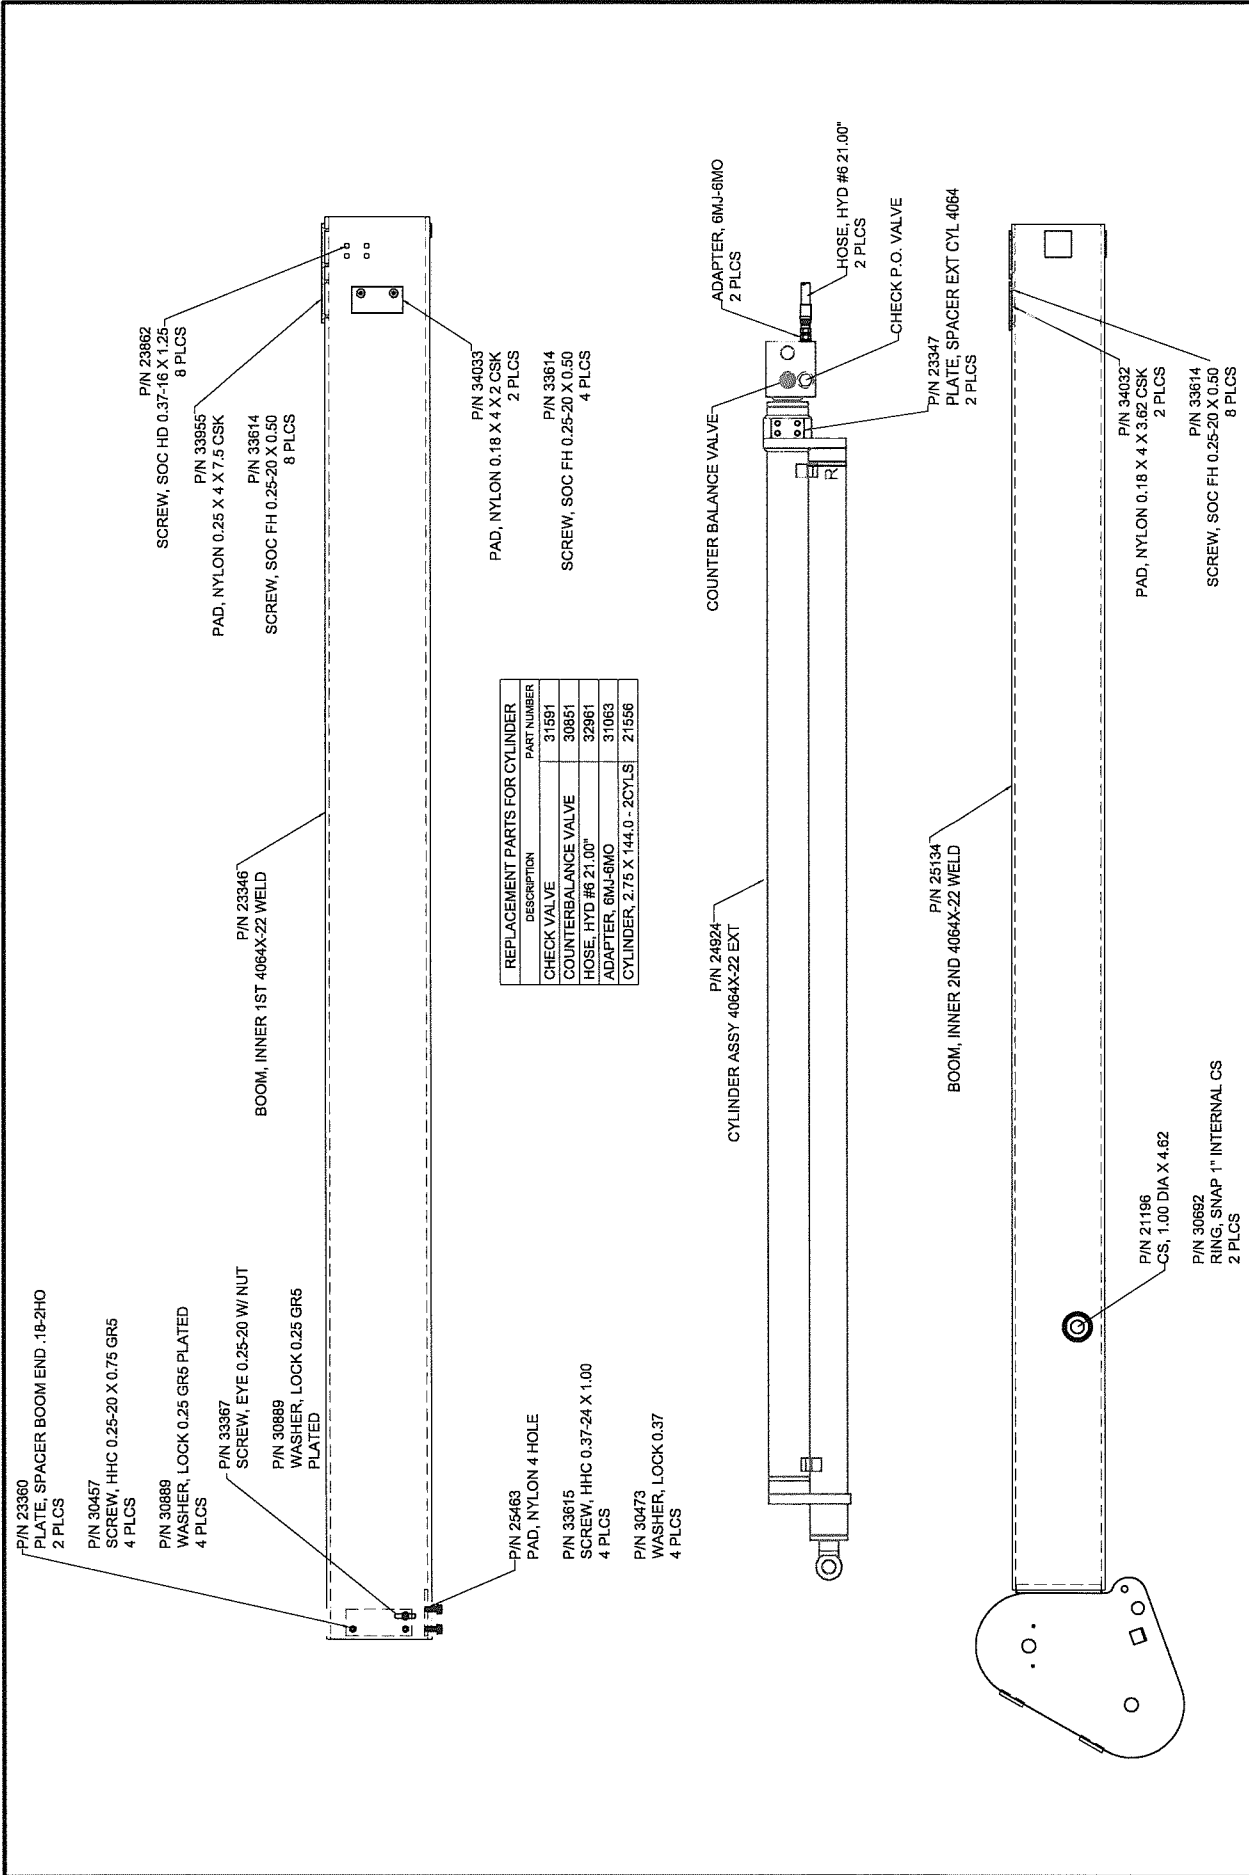 P/N 23360
PLATE, SPACER BOOM END .18-2HO
2 PLCS
P/N 30457
SCREW, HHC 0.25-20 X 0.75 GR5
4 PLCS
P/N 30889
WASHER, LOCK 0.25 GR5 PLATED
4 PLCS
P/N 33367
SCREW, EYE 0.25-20 W/ NUT
P/N 30889
WASHER, LOCK 0.25 GR5
PLATED
P/N 23346
BOOM, INNER 1ST 4064X-22 WELD
P/N 23862
SCREW, SOC HD 0.37-16 X 1.25
8 PLCS
P/N 33955
PAD, NYLON 0.25 X 4 X 7.5 CSK
P/N 33614
SCREW, SOC FH 0.25-20 X 0.50
8 PLCS
P/N 25463
PAD, NYLON 4 HOLE
P/N 33615
SCREW, HHC 0.37-24 X 1.00
4 PLCS
P/N 30473
WASHER, LOCK 0.37
4 PLCS
P/N 34033
PAD, NYLON 0.18 X 4 X 2 CSK
2 PLCS
P/N 33614
SCREW, SOC FH 0.25-20 X 0.50
4 PLCS
REPLACEMENT PARTS FOR CYLINDER
DESCRIPTION PART NUMBER
CHECK VALVE 31591
COUNTERBALANCE VALVE 30851
HOSE, HYD #6 21.00" 32961
ADAPTER, 6MJ-6MO 31063
CYLINDER, 2.75 X 144.0 - 2CYLS 21556
P/N 24924
CYLINDER ASSY 4064X-22 EXT
COUNTER BALANCE VALVE
ADAPTER, 6MJ-6MO
2 PLCS
HOSE, HYD #6 21.00"
2 PLCS
CHECK P.O. VALVE
P/N 23347
PLATE, SPACER EXT CYL 4064
2 PLCS
R
P/N 25134
BOOM, INNER 2ND 4064X-22 WELD
P/N 21196
CS, 1.00 DIA X 4.62
P/N 30692
RING, SNAP 1" INTERNAL CS
2 PLCS
P/N 34032
PAD, NYLON 0.18 X 4 X 3.62 CSK
2 PLCS
P/N 33614
SCREW, SOC FH 0.25-20 X 0.50
8 PLCS